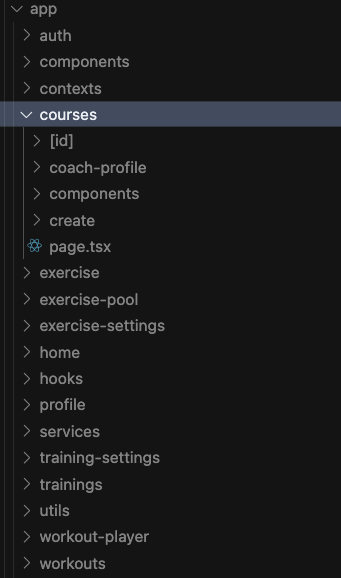 app
auth
components
contexts
courses
[id]
coach-profile
components
create
page.tsx
exercise
exercise-pool
exercise-settings
home
hooks
profile
services
training-settings
trainings
utils
workout-player
workouts